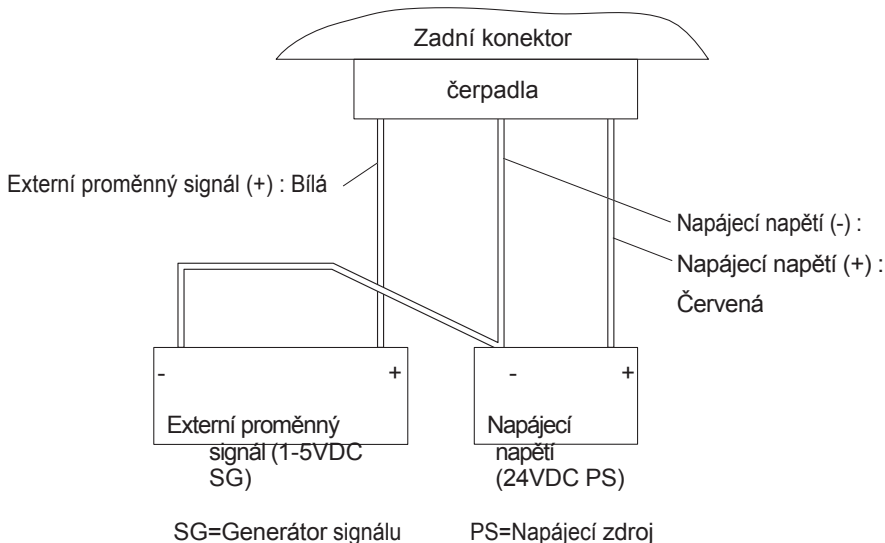 Zadní konektor
čerpadla
Externí proměnný signál (+) : Bílá
Napájecí napětí (-) :
Napájecí napětí (+) :
Červená
- +
- +
Externí proměnný
signál (1-5VDC
SG)
Napájecí
napětí
(24VDC PS)
SG=Generátor signálu
PS=Napájecí zdroj